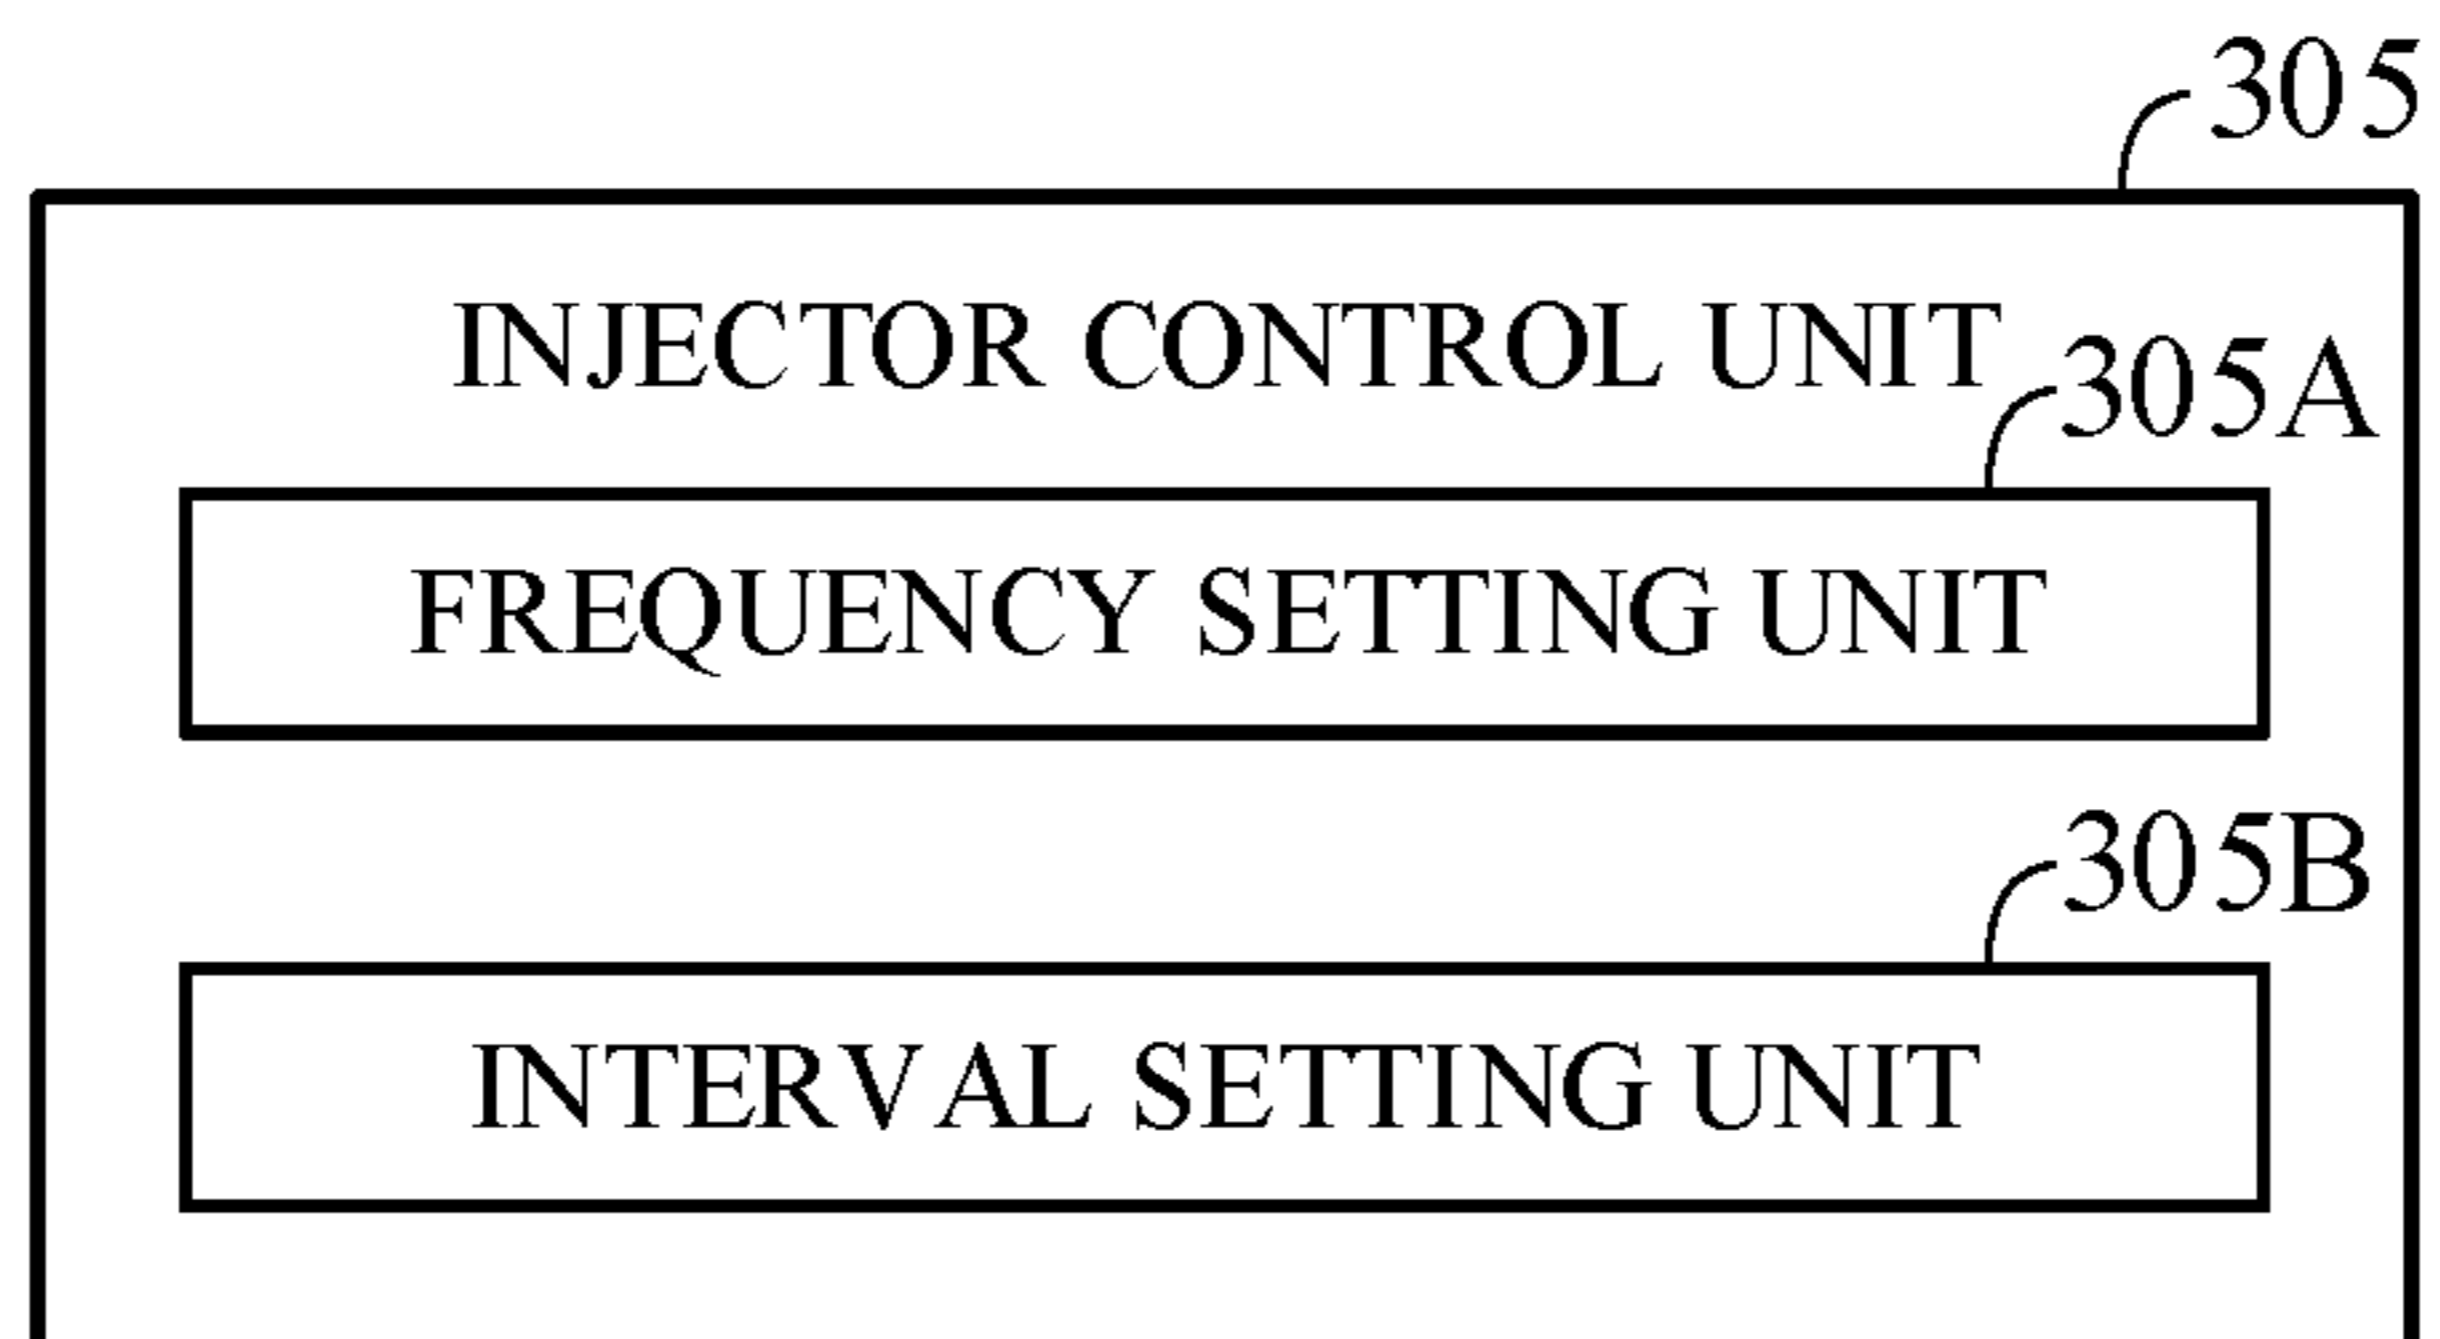 305
INJECTOR CONTROL UNIT
305A
FREQUENCY SETTING UNIT
305B
INTERVAL SETTING UNIT